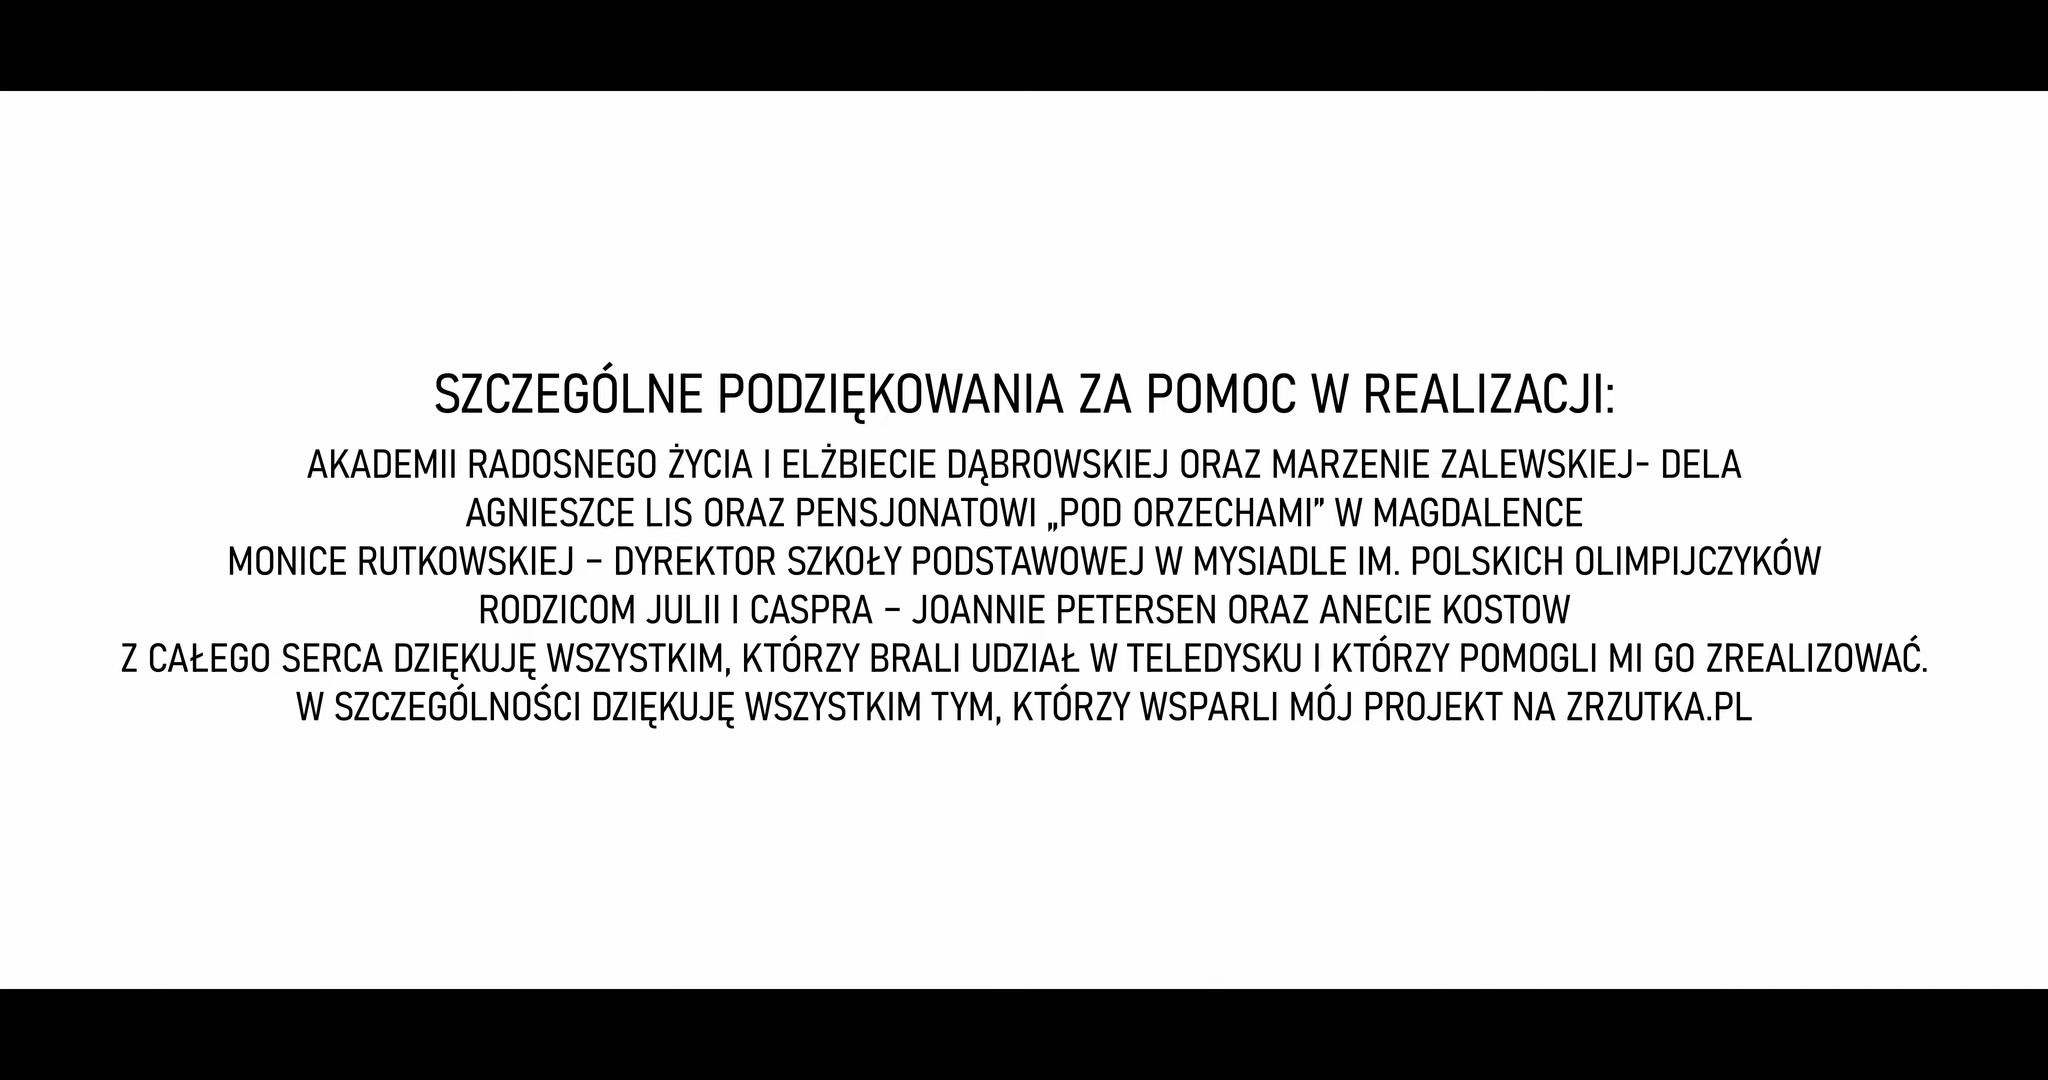 SZCZEGÓLNE PODZIĘKOWANIA ZA POMOC W REALIZACJI:
AKADEMII RADOSNEGO ŻYCIA I ELŻBIECIE DĄBROWSKIEJ ORAZ MARZENIE ZALEWSKIEJ- DELA
AGNIESZCE LIS ORAZ PENSJONATOWI „POD ORZECHAMI” W MAGDALENCE
MONICE RUTKOWSKIEJ – DYREKTOR SZKOŁY PODSTAWOWEJ W MYSIADLE IM. POLSKICH OLIMPIJCZYKÓW
RODZICOM JULII I CASPRA – JOANNIE PETERSEN ORAZ ANECIE KOSTOW
Z CAŁEGO SERCA DZIĘKUJĘ WSZYSTKIM, KTÓRZY BRALI UDZIAŁ W TELEDYSKU I KTÓRZY POMOGLI MI GO ZREALIZOWAĆ.
W SZCZEGÓLNOŚCI DZIĘKUJĘ WSZYSTKIM TYM, KTÓRZY WSPARLI MÓJ PROJEKT NA ZRZUTKA.PL